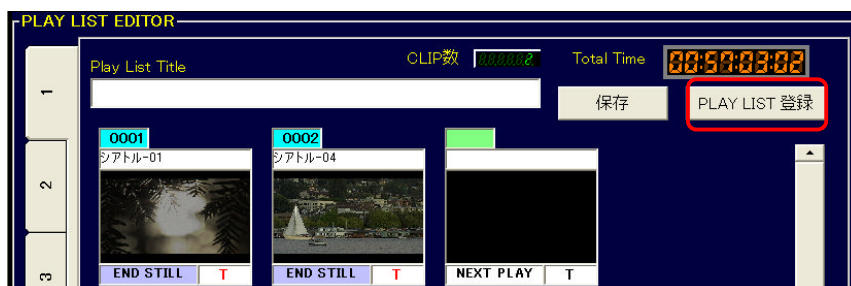 PLAY LIST EDITOR
Play List Title
CLIP数 2
Total Time 00:57:03:02
保存
PLAY LIST 登録
1
2
3
0001
0002
シアトル-01
シアトル-04
END STILL T
END STILL T
NEXT PLAY T